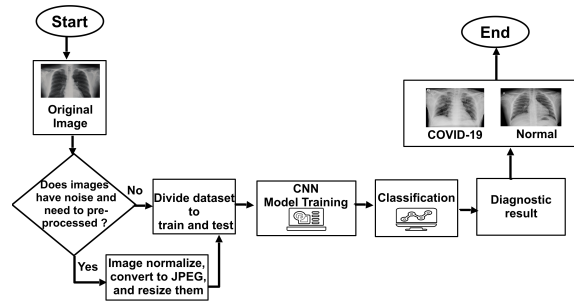 Start
Original
Image
Does images
have noise and
need to pre-
processed ?
No
Yes
Image normalize,
convert to JPEG,
and resize them
Divide dataset
to
train and test
CNN
Model Training
Classification
Diagnostic
result
COVID-19
Normal
End